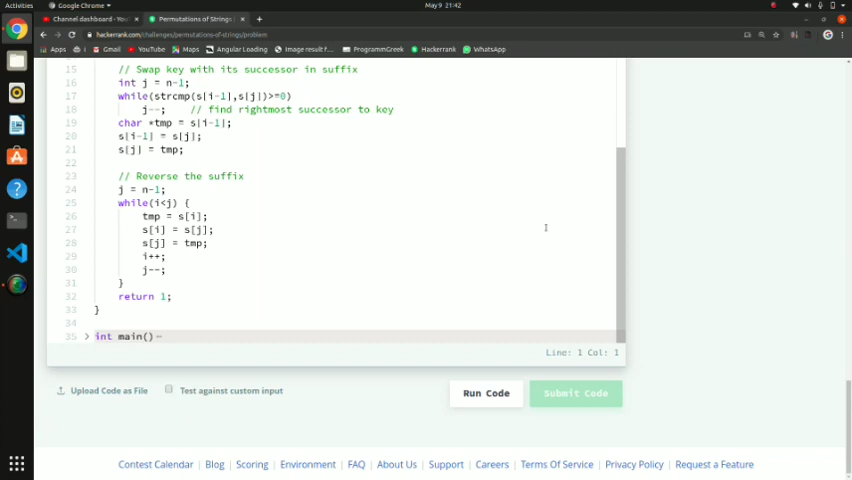 Activities
Google Chrome
May 9 21:42
Channel dashboard - You
Permutations of Strings
hackerrank.com/challenges/permutations-of-strings/problem
Apps
Gmail
YouTube
Maps
Angular Loading
Image result f...
ProgrammGreek
Hackerrank
WhatsApp
15 // Swap key with its successor in suffix
16 int j = n-1;
17 while(strcmp(s[i-1],s[j])>=0)
18 j--; // find rightmost successor to key
19 char *tmp = s[i-1];
20 s[i-1] = s[j];
21 s[j] = tmp;
22
23 // Reverse the suffix
24 j = n-1;
25 while(i<j) {
26 tmp = s[i];
27 s[i] = s[j];
28 s[j] = tmp;
29 i++;
30 j--;
31 }
32 return 1;
33 }
34
35 int main()
Line: 1 Col: 1
Upload Code as File
Test against custom input
Run Code
Submit Code
Contest Calendar | Blog | Scoring | Environment | FAQ | About Us | Support | Careers | Terms Of Service | Privacy Policy | Request a Feature